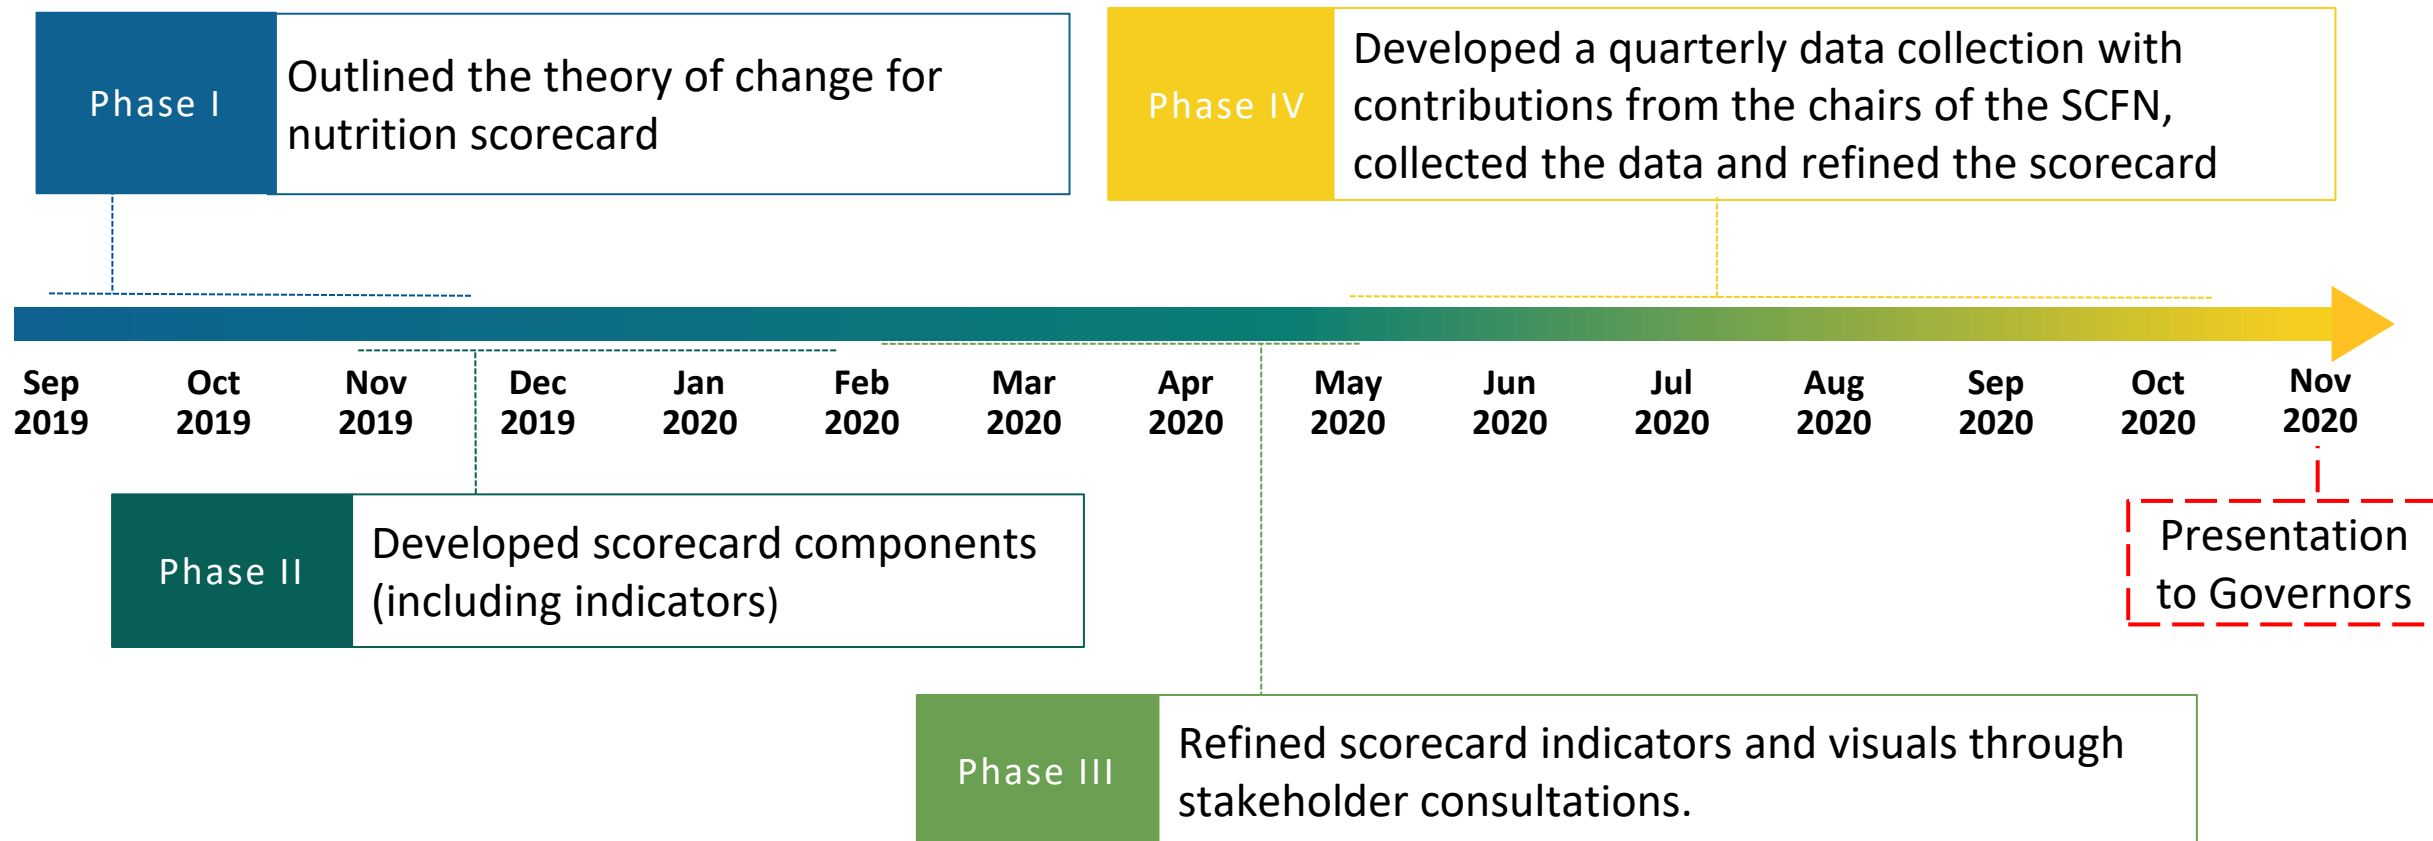 Phase I
Outlined the theory of change for
nutrition scorecard
Phase IV
Developed a quarterly data collection with
contributions from the chairs of the SCFN,
collected the data and refined the scorecard
Sep
2019
Oct
2019
Nov
2019
Dec
2019
Jan
2020
Feb
2020
Mar
2020
Apr
2020
May
2020
Jun
2020
Jul
2020
Aug
2020
Sep
2020
Oct
2020
Nov
2020
Phase II
Developed scorecard components
(including indicators)
Presentation
to Governors
Phase III
Refined scorecard indicators and visuals through
stakeholder consultations.